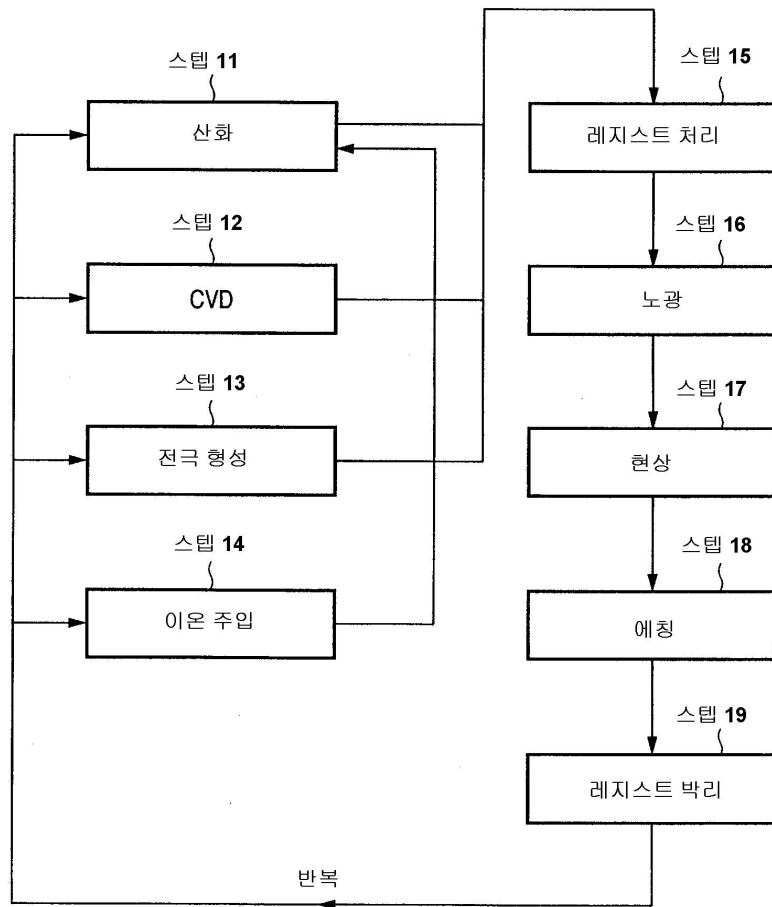 스텝 11
산화
스텝 12
CVD
스텝 13
전극 형성
스텝 14
이온 주입
스텝 15
레지스트 처리
스텝 16
노광
스텝 17
현상
스텝 18
에칭
스텝 19
레지스트 박리
반복